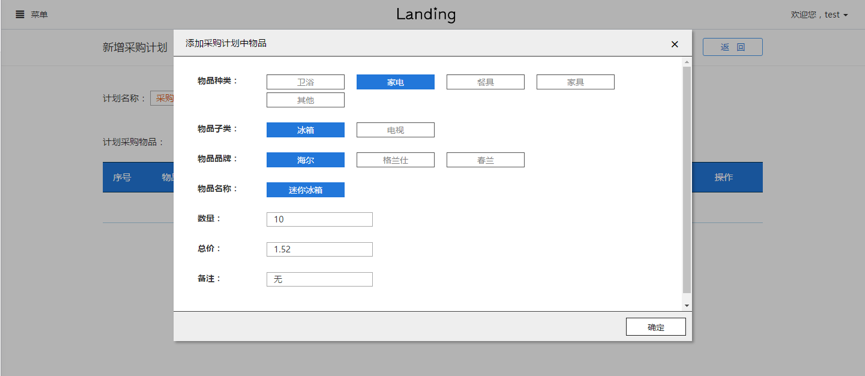 菜单
Landing
欢迎您，test
新增采购计划
添加采购计划中物品
返 回
物品种类：
卫浴
家电
餐具
家具
其他
计划名称： 采购
物品子类：
冰箱
电视
计划采购物品：
物品品牌：
海尔
格兰仕
春兰
序号
操作
物品名称：
迷你冰箱
数量：
10
总价：
1.52
备注：
无
确定